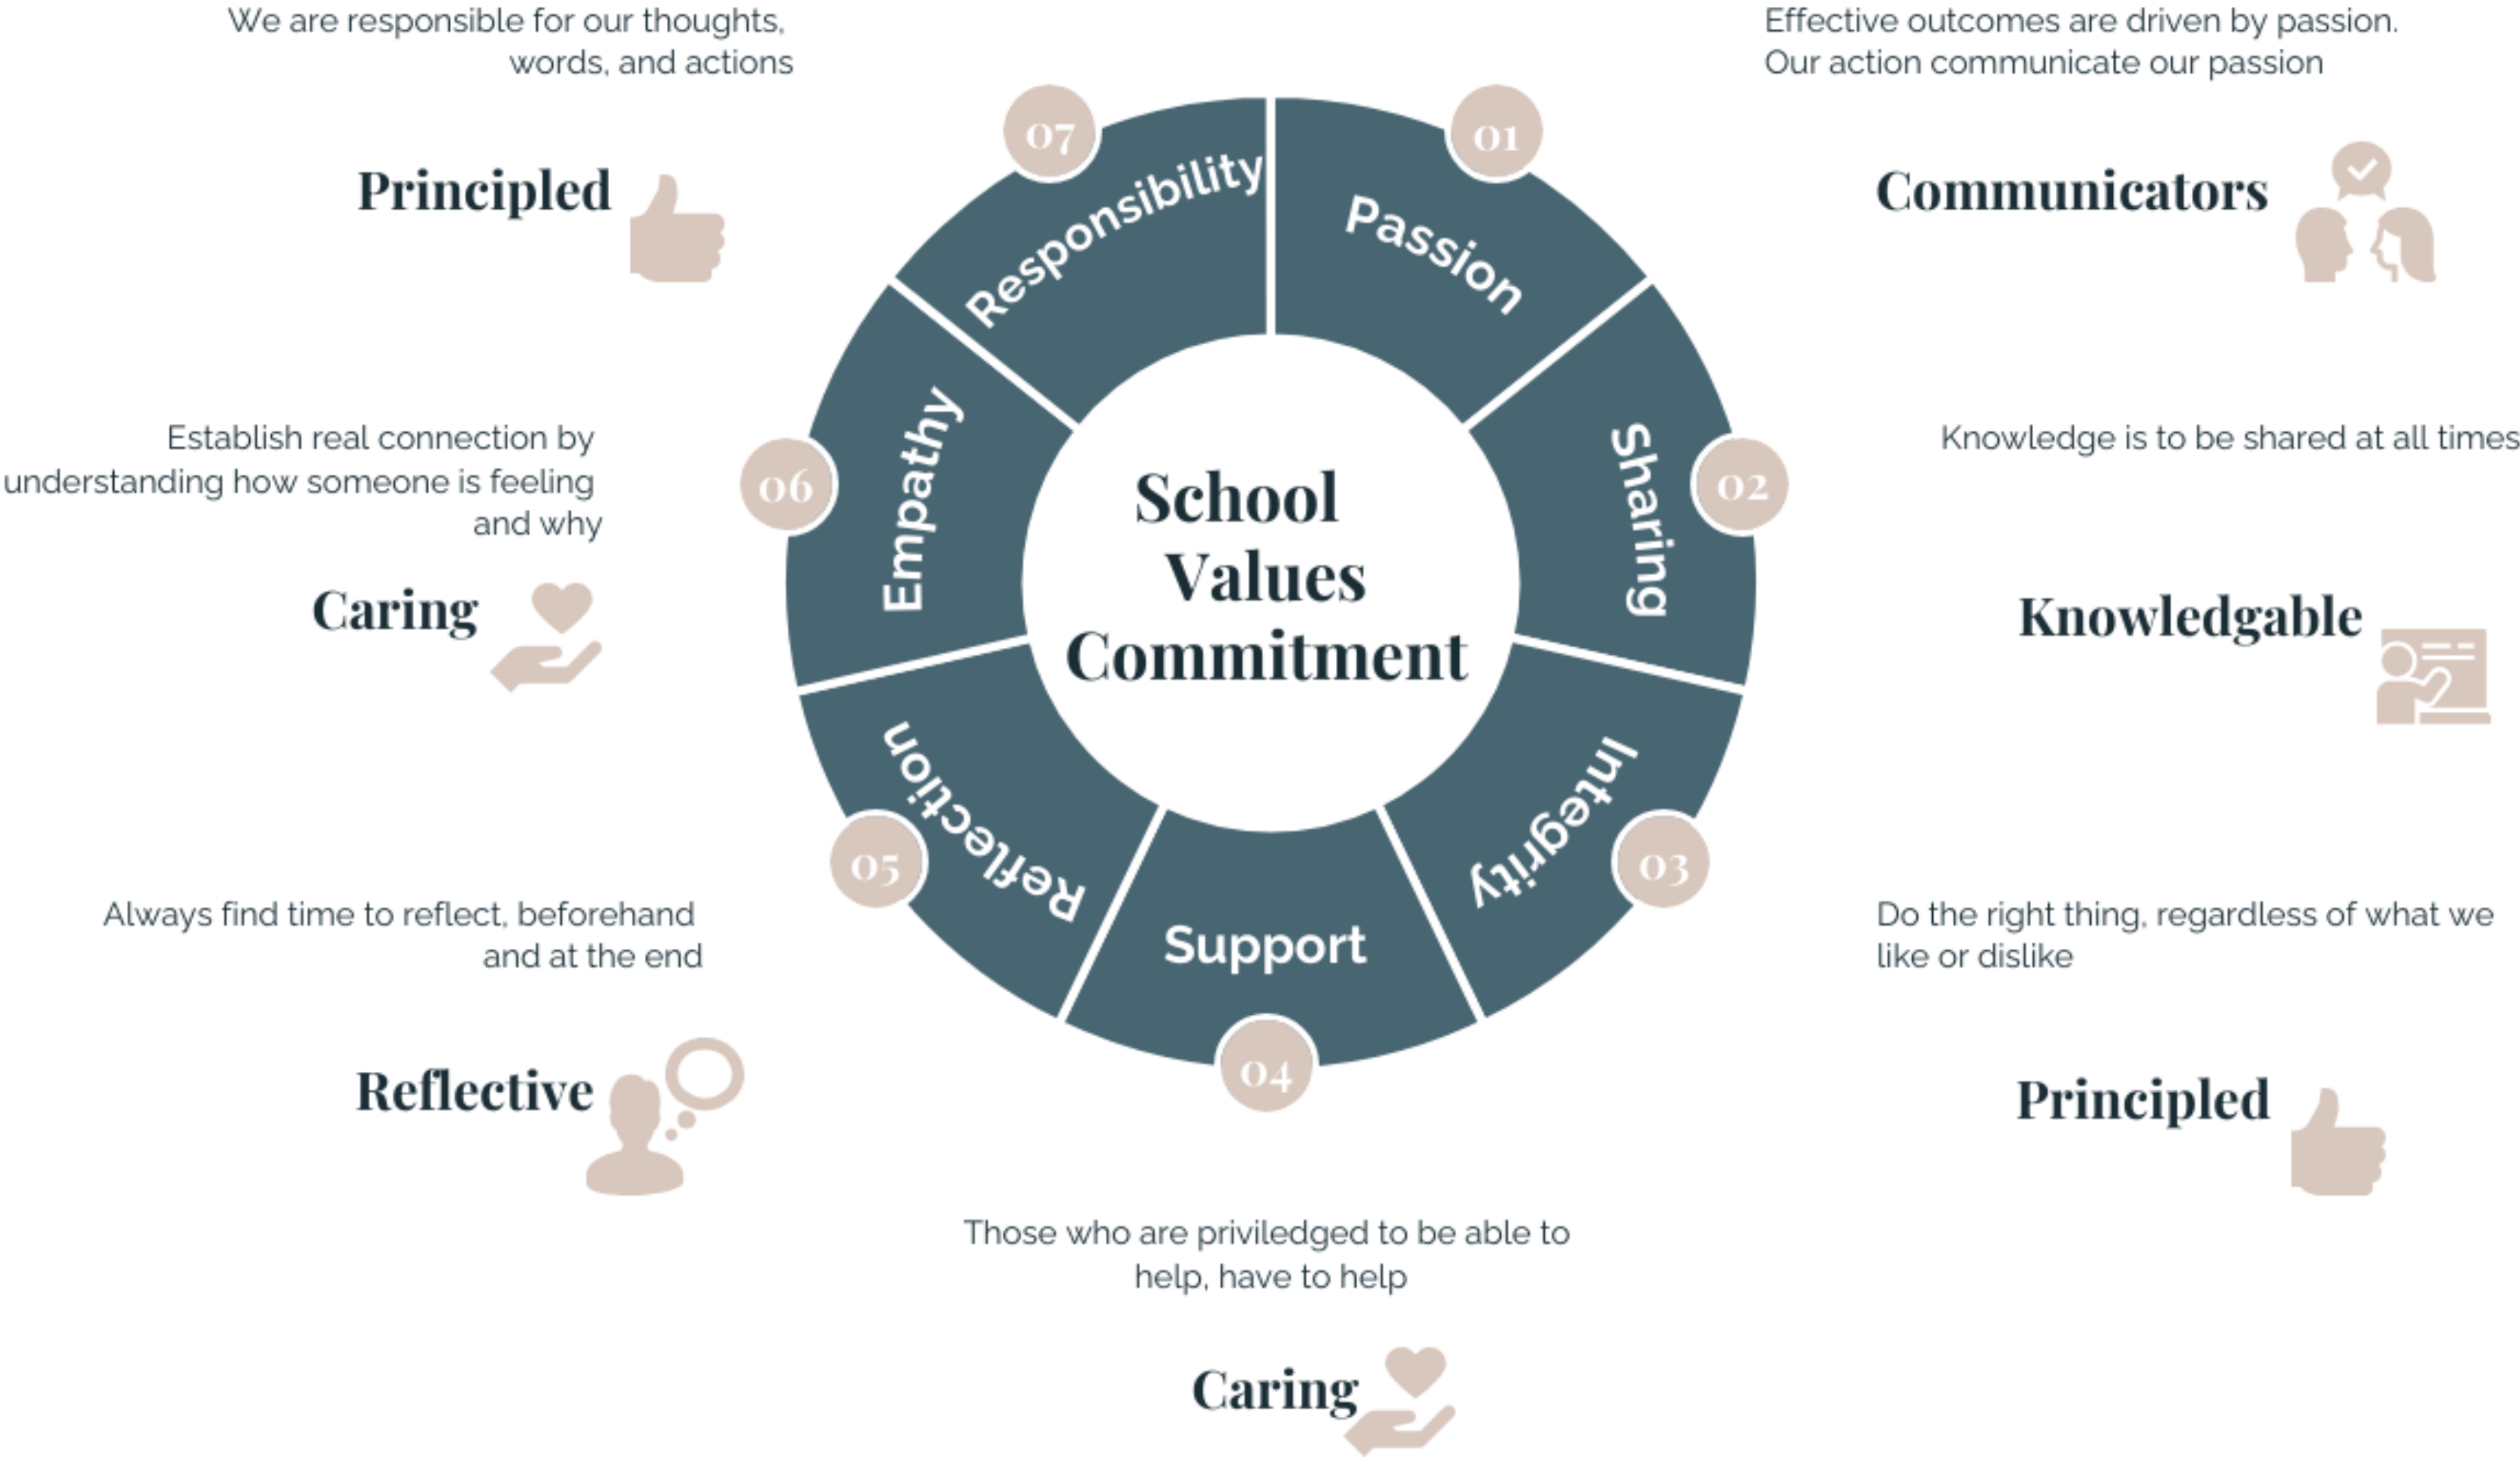 We are responsible for our thoughts,
words, and actions
Principled
07
Responsibility
Effective outcomes are driven by passion.
Our action communicate our passion
Communicators
01
Passion
Establish real connection by
understanding how someone is feeling
and why
Caring
06
Empathy
School
Values
Commitment
Sharing
02
Knowledge is to be shared at all times
Knowledgable
Always find time to reflect, beforehand
and at the end
Reflective
05
Reflection
Support
04
Integrity
03
Do the right thing, regardless of what we
like or dislike
Principled
Those who are priviledged to be able to
help, have to help
Caring